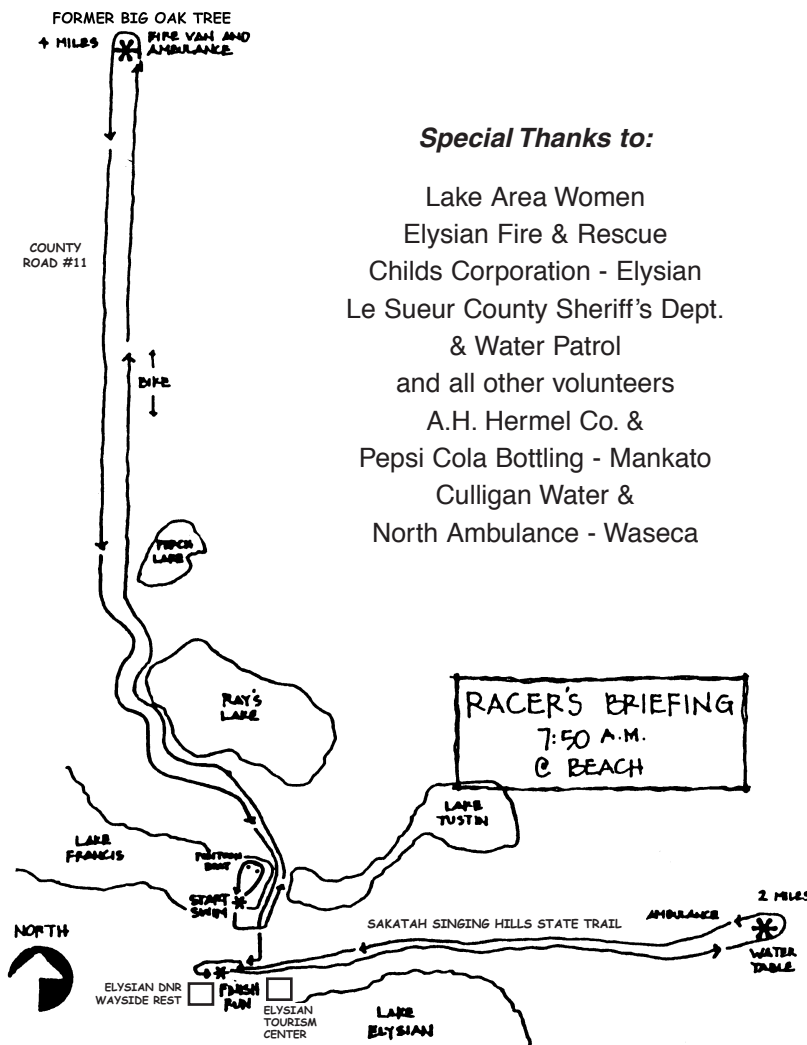 FORMER BIG OAK TREE
4 MILES
FIRE VAN AND
AMBULANCE
Special Thanks to:
Lake Area Women
Elysian Fire & Rescue
Childs Corporation - Elysian
Le Sueur County Sheriff's Dept.
& Water Patrol
and all other volunteers
A.H. Hermel Co. &
Pepsi Cola Bottling - Mankato
Culligan Water &
North Ambulance - Waseca
COUNTY
ROAD #11
BIKE
PERCH
LAKE
RAY'S
LAKE
RACER'S BRIEFING
7:50 A.M.
@ BEACH
LAKE
TUSTIN
LAKE
FRANCIS
PONTOON
BOAT
START
SWIM
NORTH
SAKATAH SINGING HILLS STATE TRAIL
AMBULANCE
2 MILES
WATER
TABLE
ELYSIAN DNR
WAYSIDE REST
FINISH
RUN
ELYSIAN
TOURISM
CENTER
LAKE
ELYSIAN